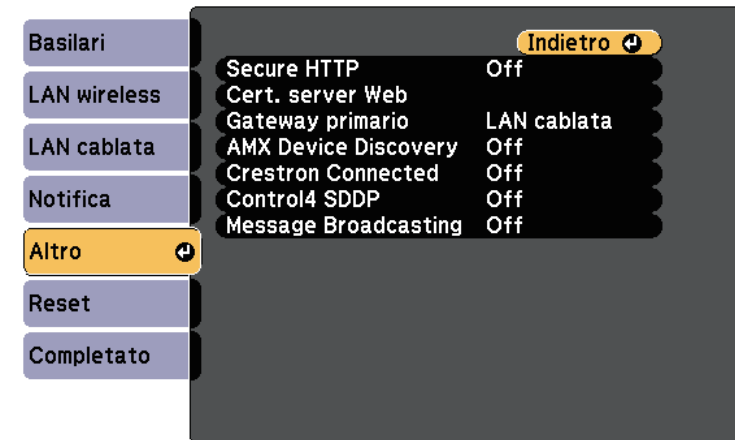 Basilari
LAN wireless
LAN cablata
Notifica
Altro
Reset
Completato
Indietro
Secure HTTP Off
Cert. server Web
Gateway primario LAN cablata
AMX Device Discovery Off
Crestron Connected Off
Control4 SDDP Off
Message Broadcasting Off